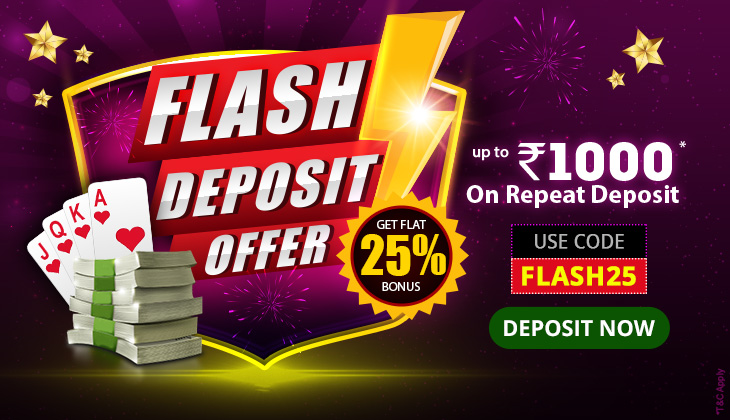 FLASH
DEPOSIT
OFFER
J
Q
K
A
GET FLAT
25%
BONUS
up to ₹1000*
On Repeat Deposit
USE CODE
FLASH25
DEPOSIT NOW
*T&C Apply